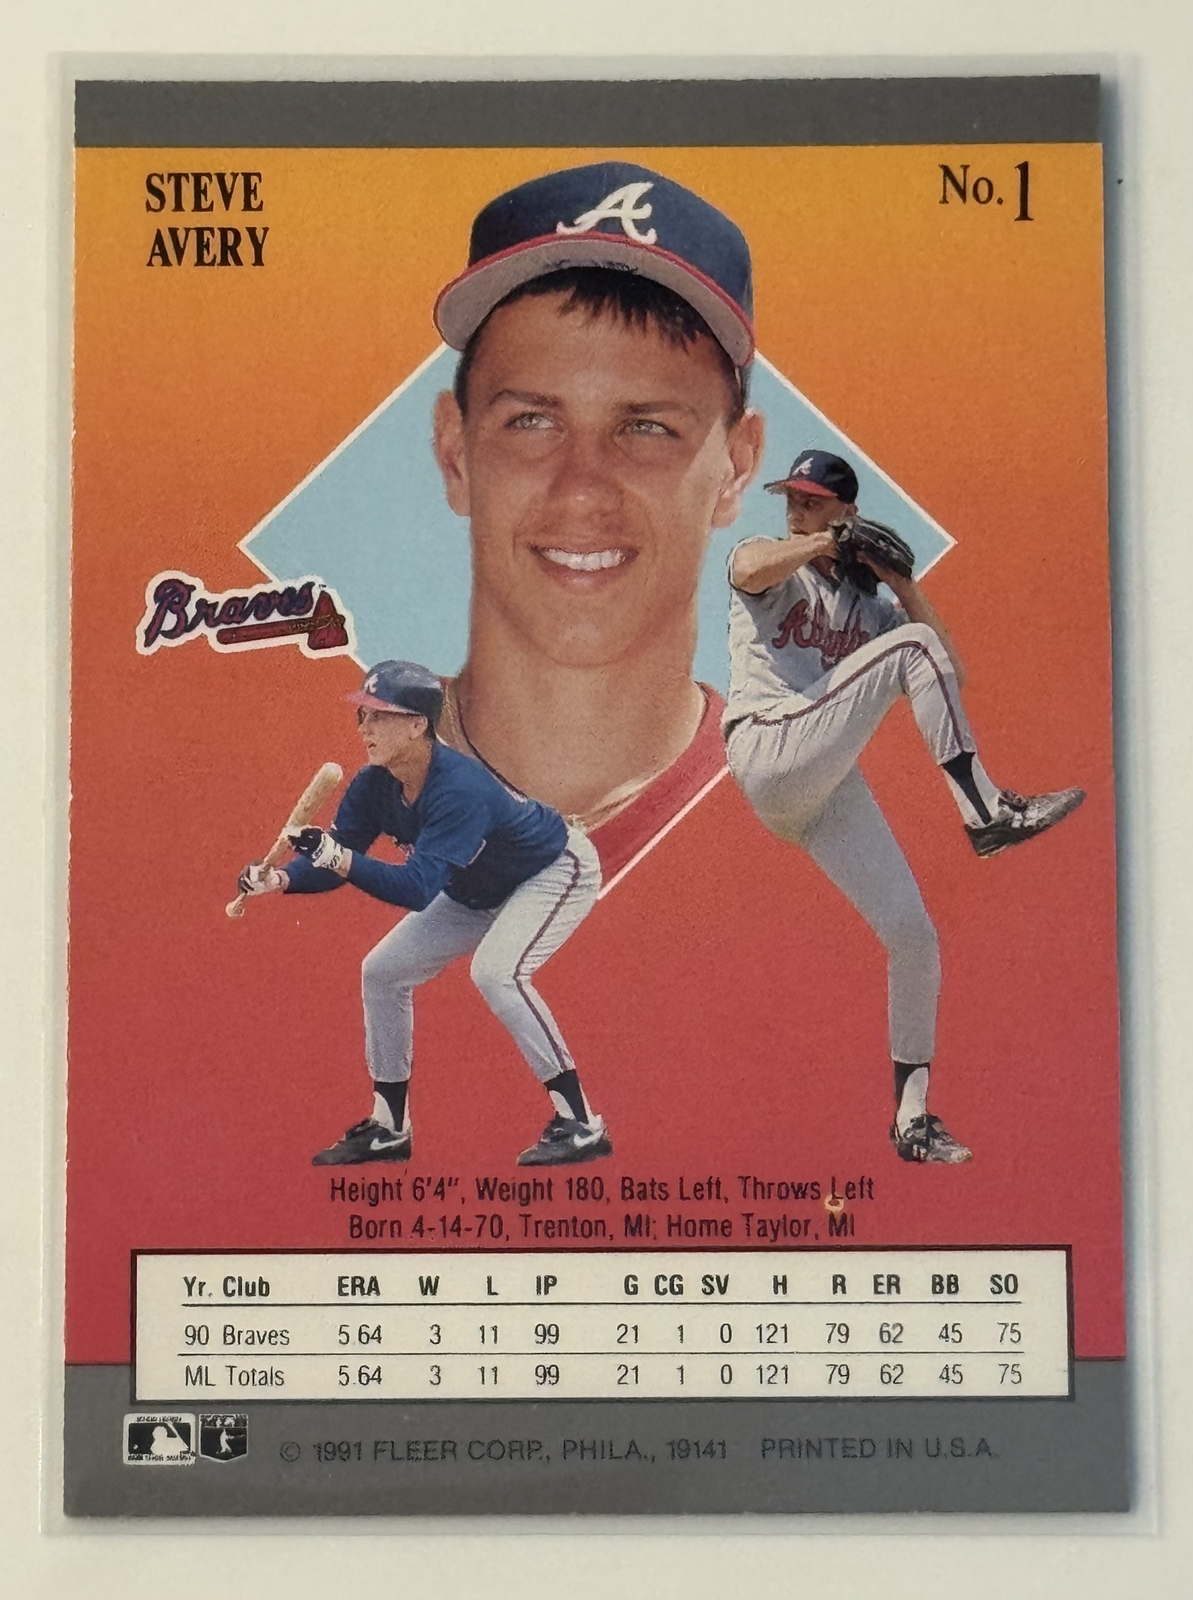 STEVE
AVERY
No. 1
A
Braves
A
Atlanta
A
Height 6'4", Weight 180, Bats Left, Throws Left
Born 4-14-70, Trenton, MI; Home Taylor, MI
Yr. Club ERA W L IP G CG SV H R ER BB SO
90 Braves 5.64 3 11 99 21 1 0 121 79 62 45 75
ML Totals 5.64 3 11 99 21 1 0 121 79 62 45 75
© 1991 FLEER CORP., PHILA., 19141 PRINTED IN U.S.A.